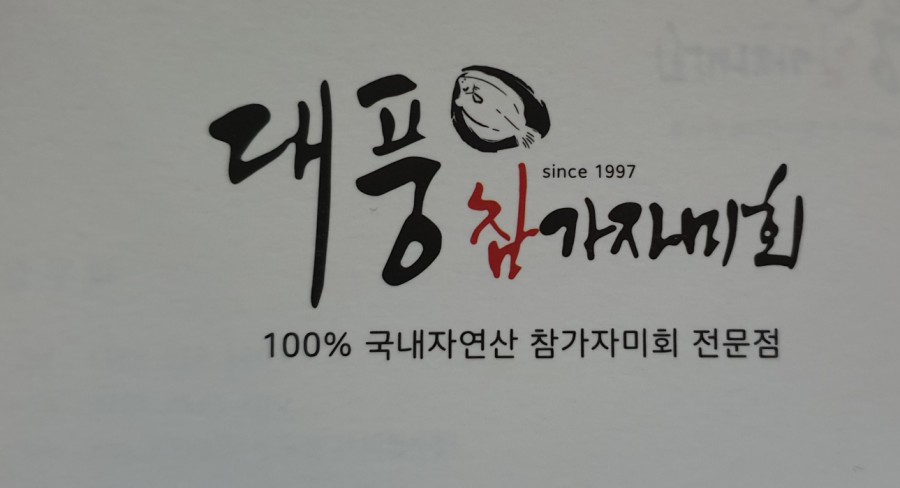 대풍
since 1997
참가자미회
100% 국내자연산 참가자미회 전문점